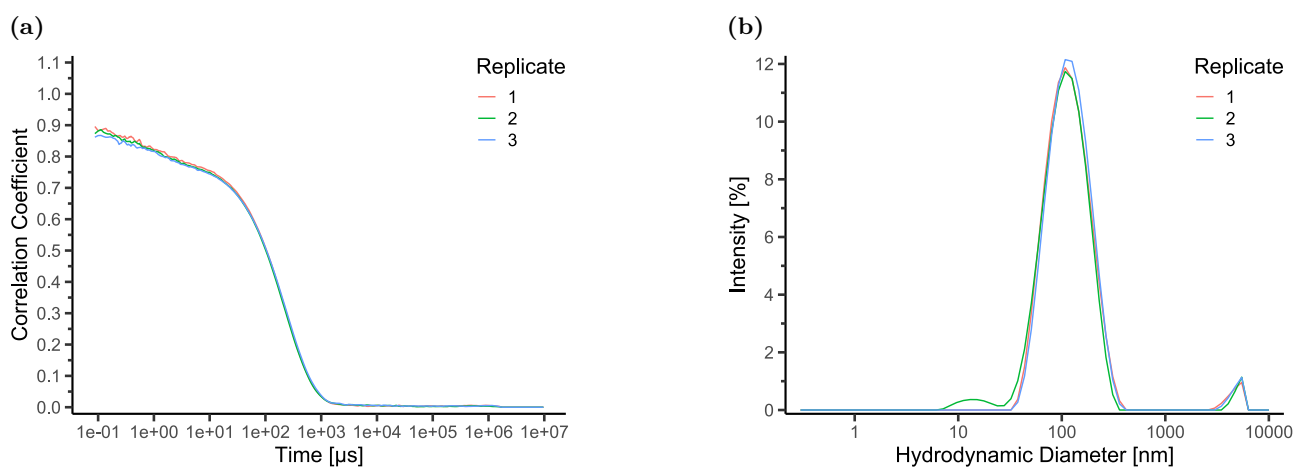 (a)
Replicate
1
2
3
Correlation Coefficient
1.1
1.0
0.9
0.8
0.7
0.6
0.5
0.4
0.3
0.2
0.1
0.0
1e-01 1e+00 1e+01 1e+02 1e+03 1e+04 1e+05 1e+06 1e+07
Time [µs]
(b)
Replicate
1
2
3
Intensity [%]
12
10
8
6
4
2
0
1 10 100 1000 10000
Hydrodynamic Diameter [nm]